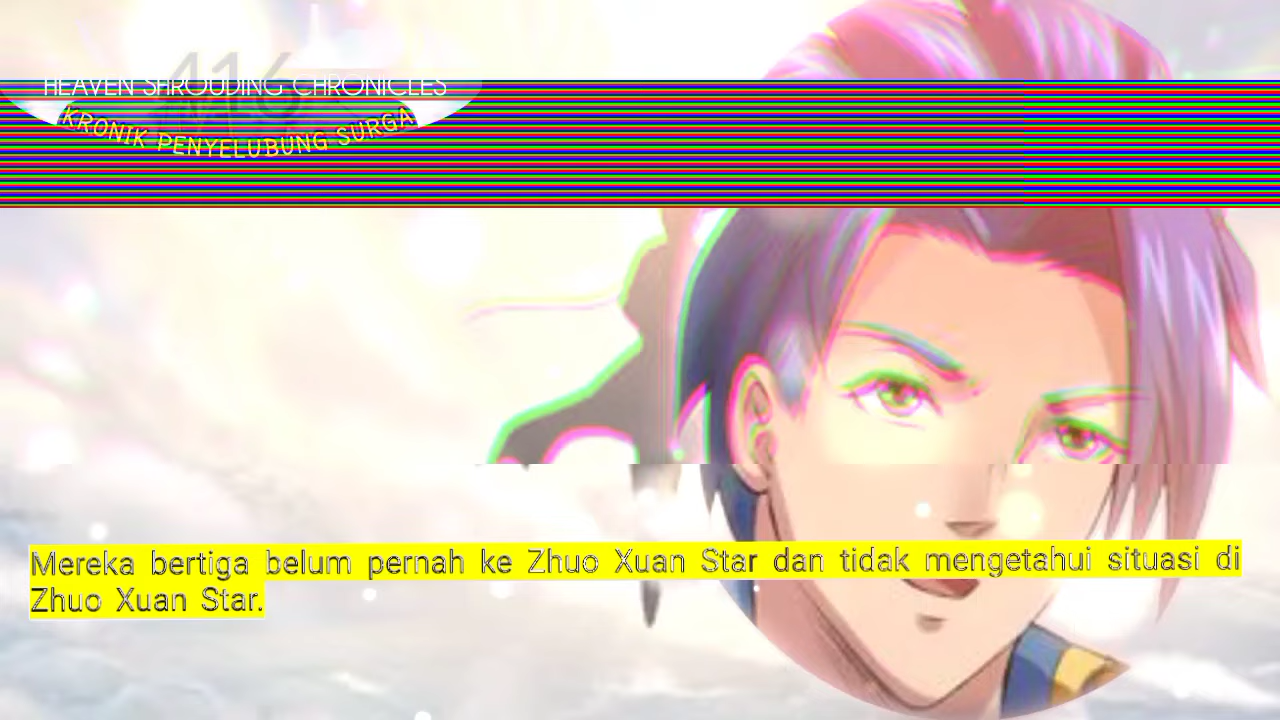 416
HEAVEN SHROUDING CHRONICLES
KRONIK PENYELUBUNG SURGA
Mereka bertiga belum pernah ke Zhuo Xuan Star dan tidak mengetahui situasi di
Zhuo Xuan Star.